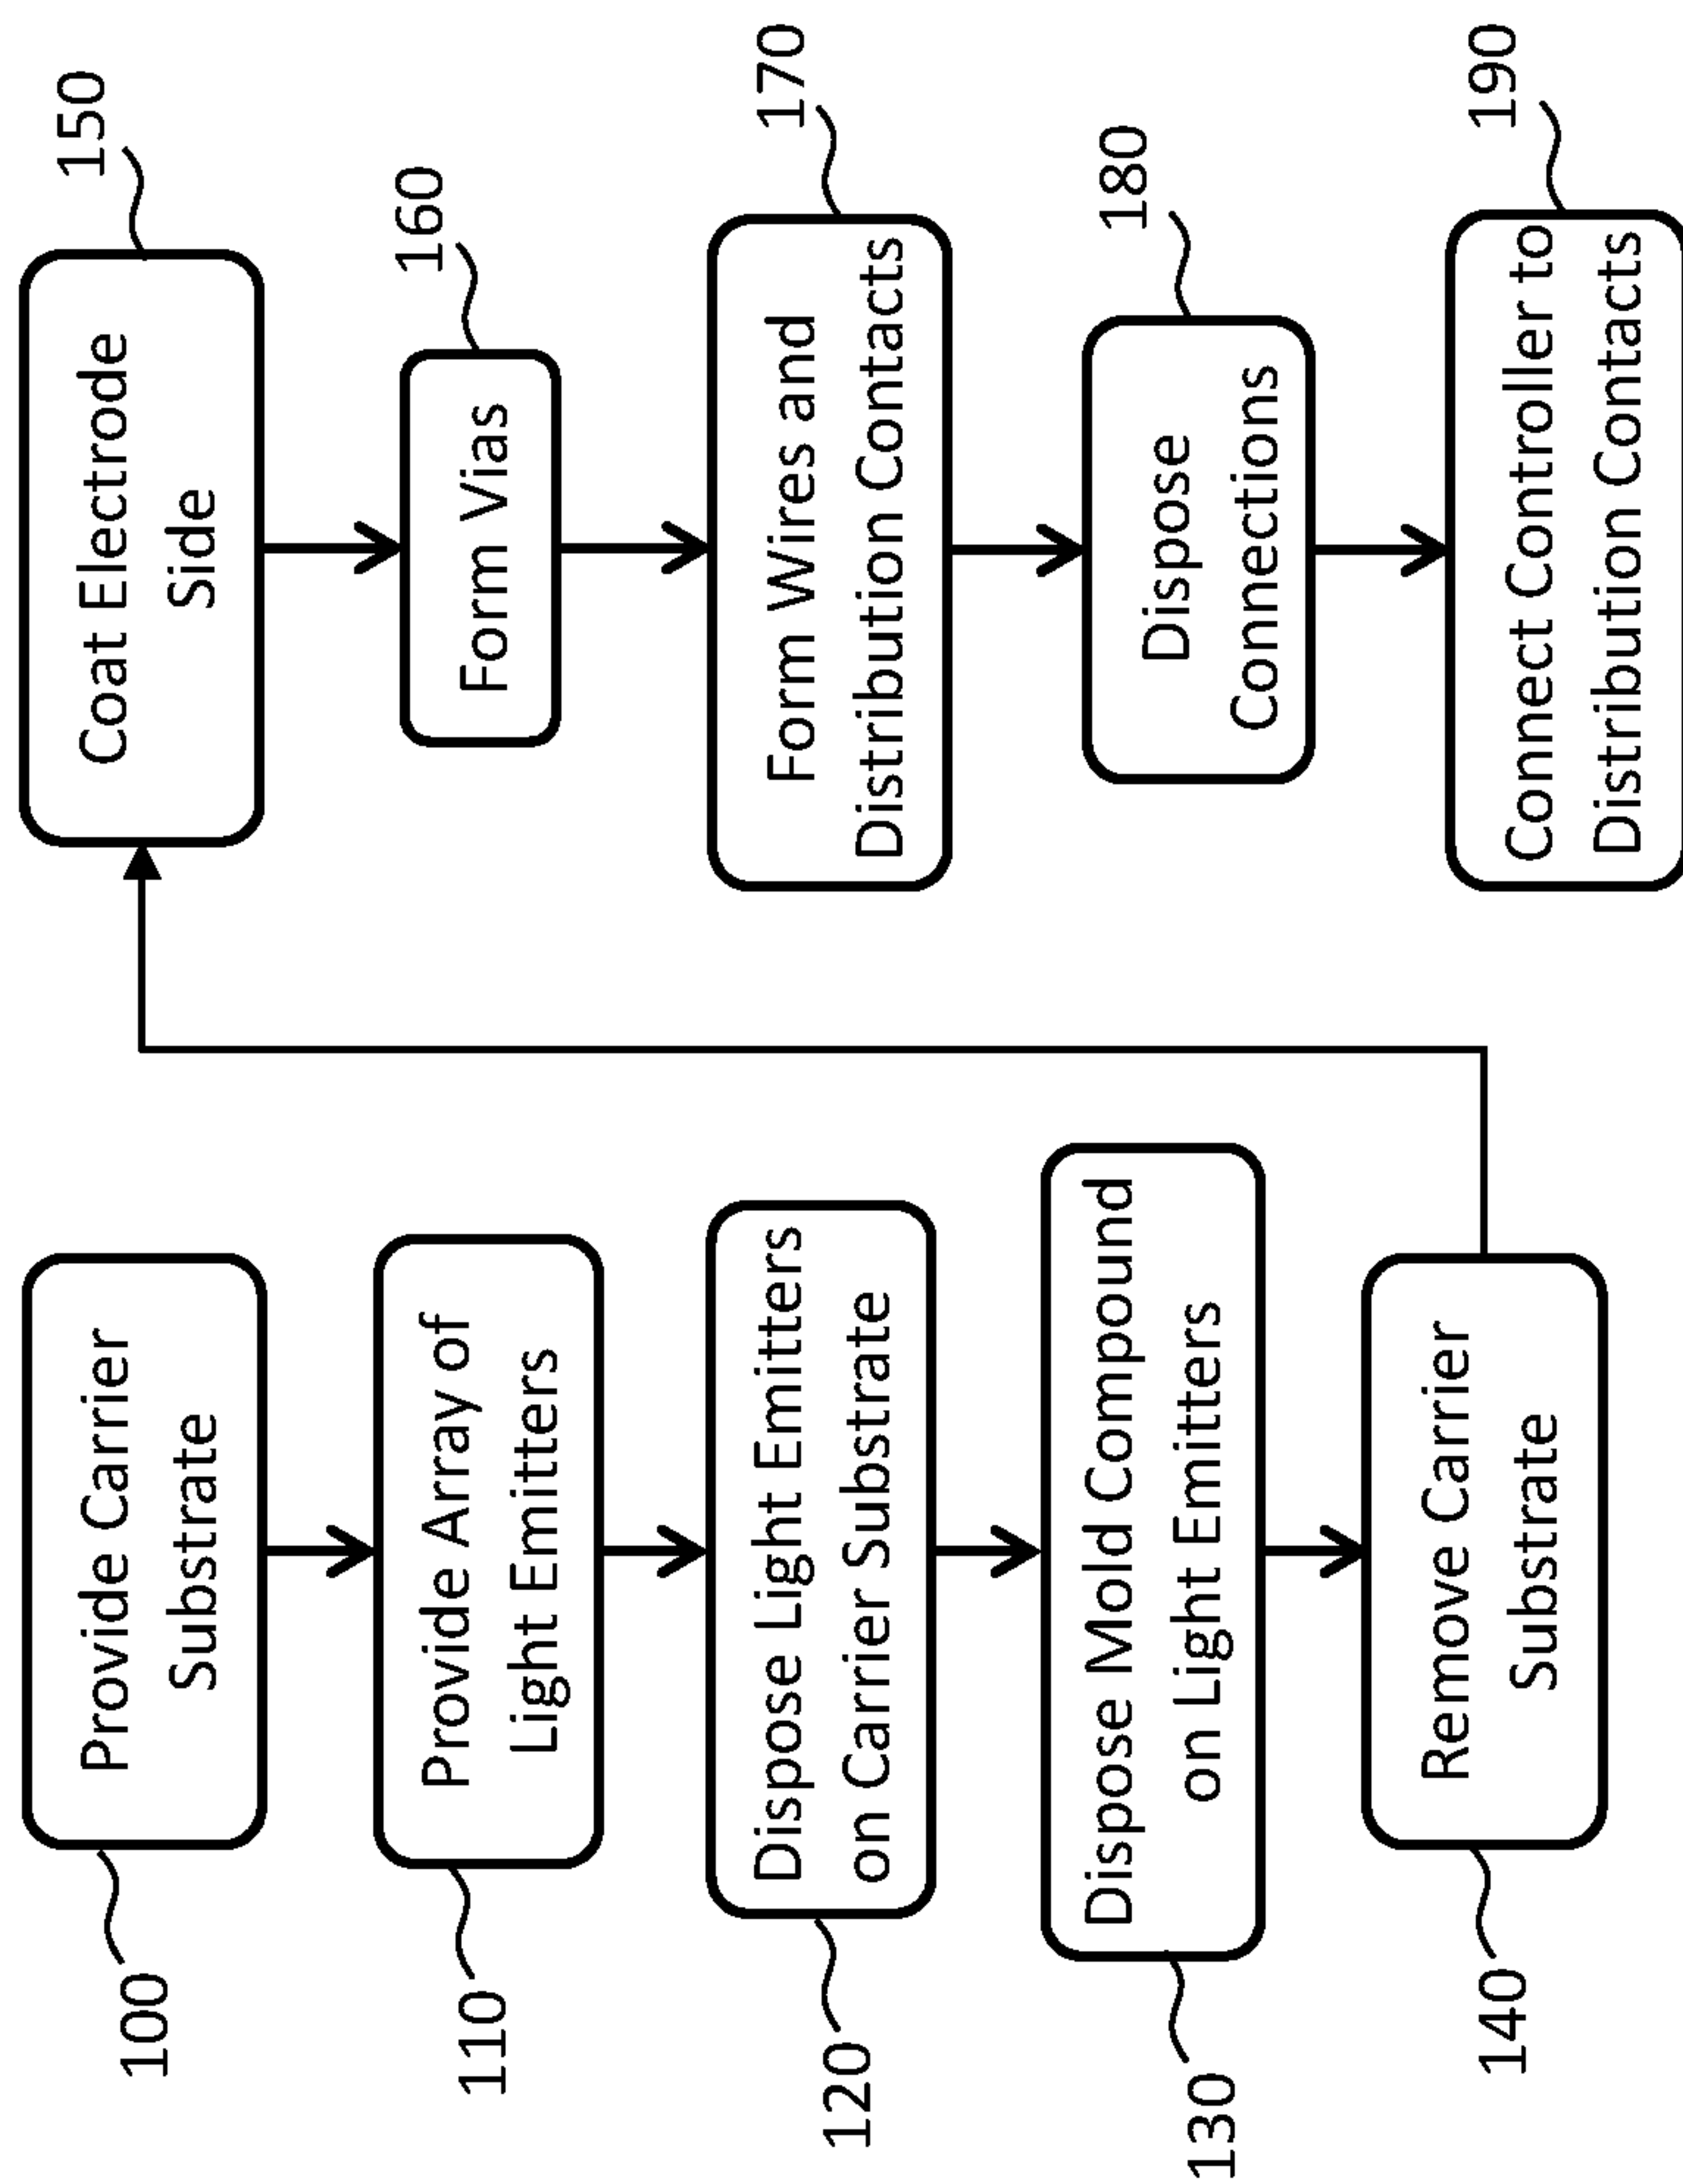 100
Provide Carrier
Substrate
110
Provide Array of
Light Emitters
120
Dispose Light Emitters
on Carrier Substrate
130
Dispose Mold Compound
on Light Emitters
140
Remove Carrier
Substrate
150
Coat Electrode
Side
160
Form Vias
170
Form Wires and
Distribution Contacts
180
Dispose
Connections
190
Connect Controller to
Distribution Contacts